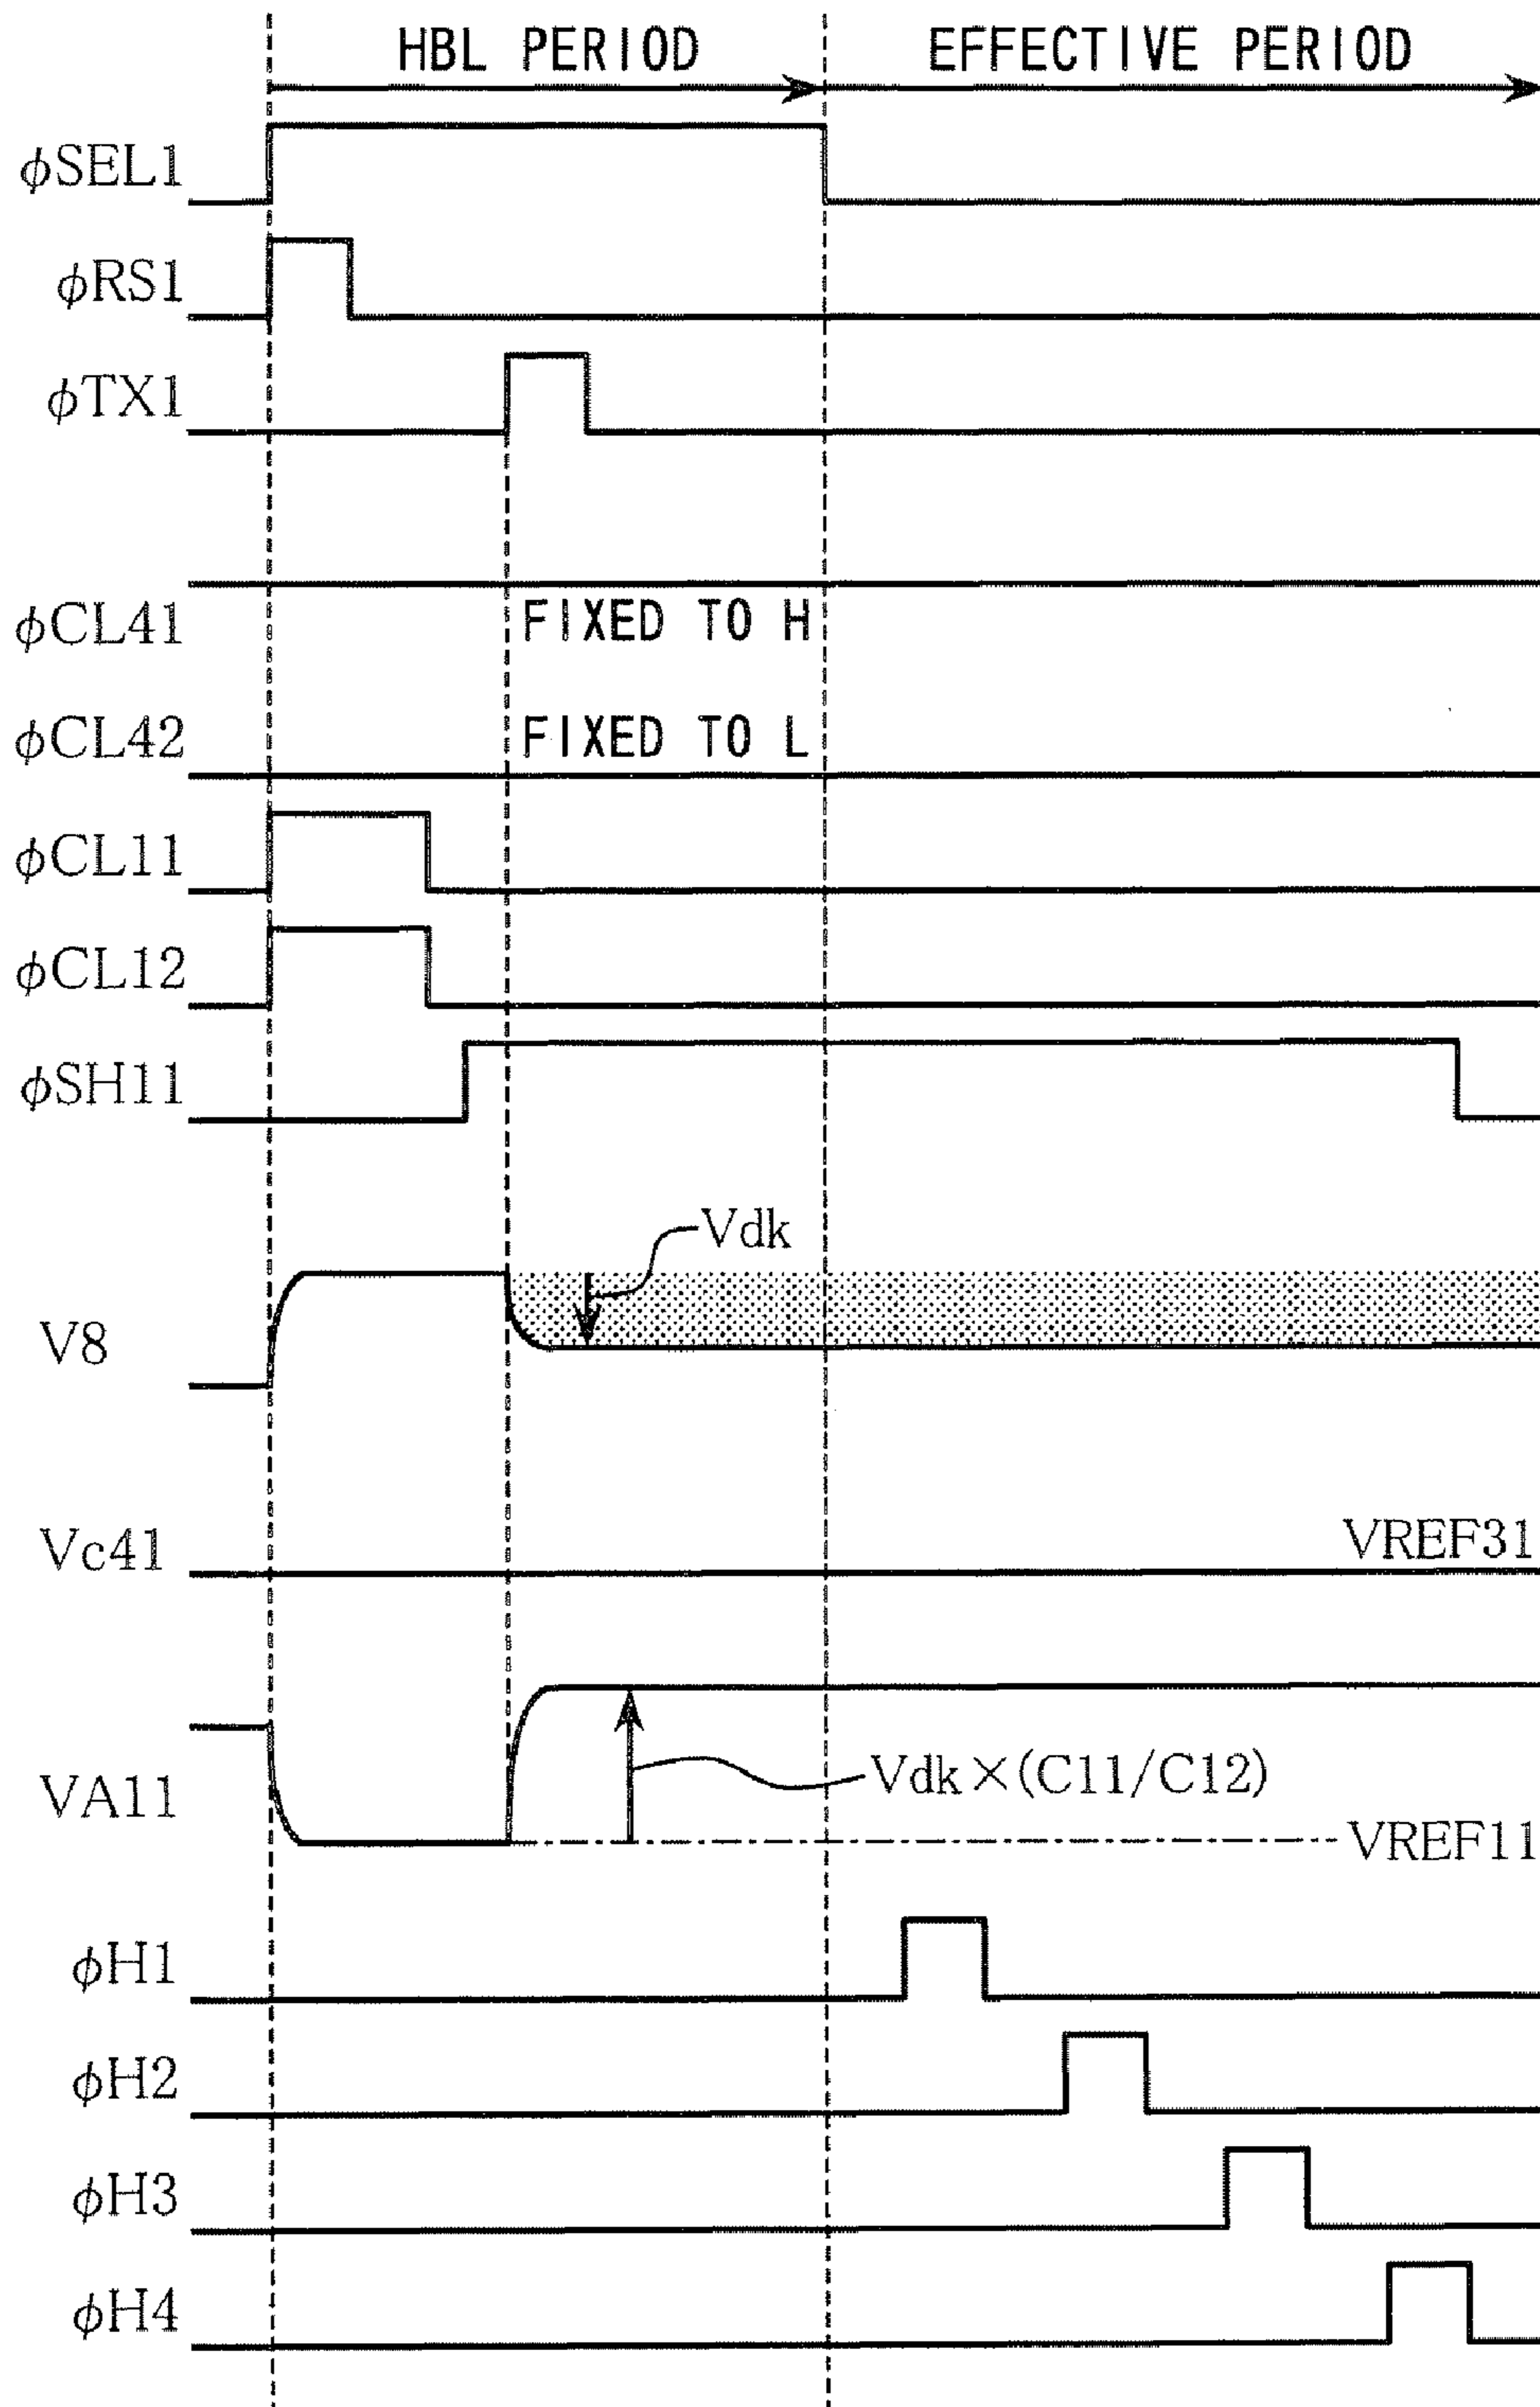 HBL PERIOD EFFECTIVE PERIOD
φSEL1
φRS1
φTX1
φCL41 FIXED TO H
φCL42 FIXED TO L
φCL11
φCL12
φSH11
Vdk
V8
Vc41 VREF31
VA11 Vdk×(C11/C12)
VREF11
φH1
φH2
φH3
φH4